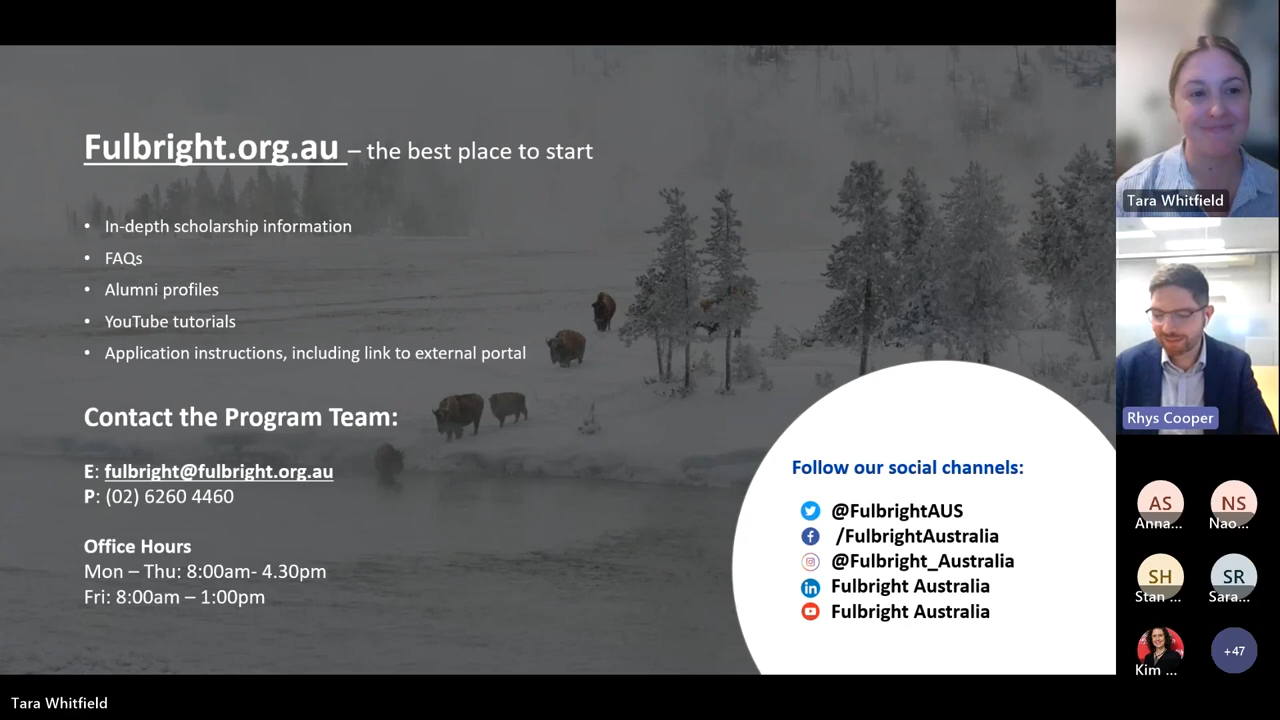 Fulbright.org.au – the best place to start
• In-depth scholarship information
• FAQs
• Alumni profiles
• YouTube tutorials
• Application instructions, including link to external portal
Contact the Program Team:
E: fulbright@fulbright.org.au
P: (02) 6260 4460
Office Hours
Mon – Thu: 8:00am- 4.30pm
Fri: 8:00am – 1:00pm
Follow our social channels:
@FulbrightAUS
/FulbrightAustralia
@Fulbright_Australia
Fulbright Australia
Fulbright Australia
Tara Whitfield
Rhys Cooper
AS
NS
Anna...
Nao...
SH
SR
Stan ...
Sara...
Kim ...
+47
Tara Whitfield